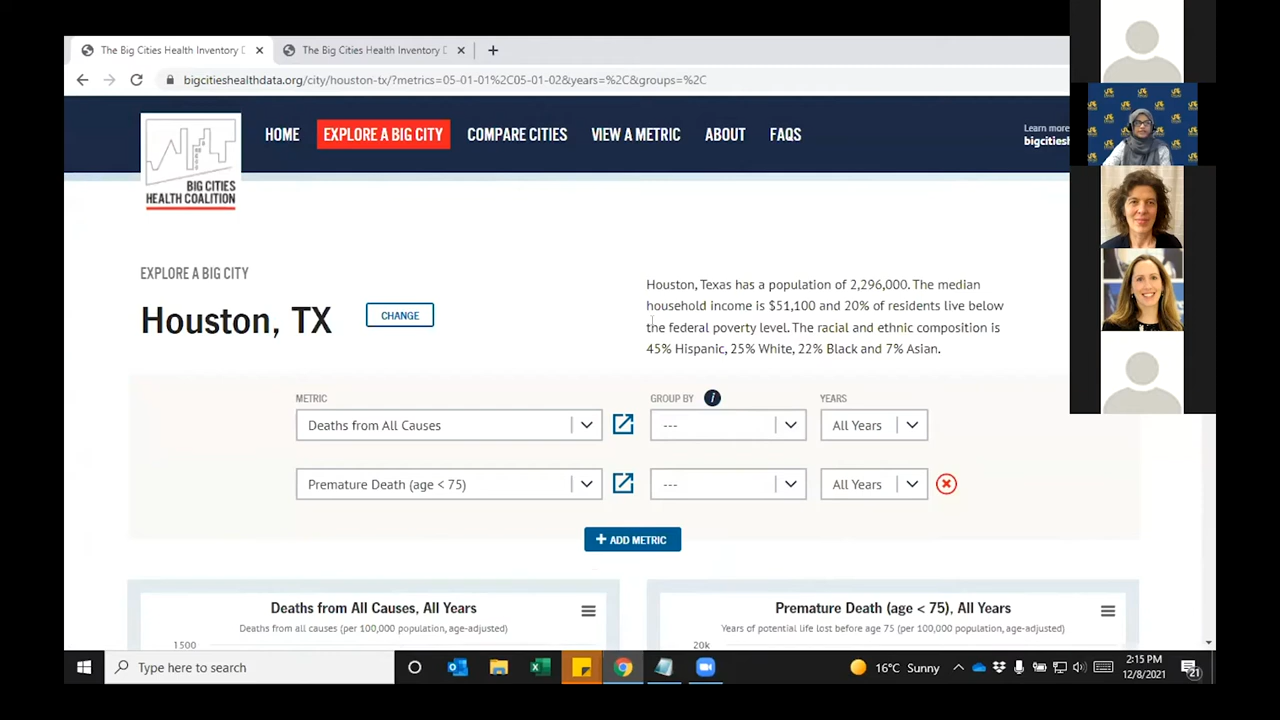 The Big Cities Health Inventory D
The Big Cities Health Inventory D
bigcitieshealthdata.org/city/houston-tx/?metrics=05-01-01%2C05-01-02&years=%2C&groups=%2C
HOME
EXPLORE A BIG CITY
COMPARE CITIES
VIEW A METRIC
ABOUT
FAQS
Learn more
bigcities
BIG CITIES
HEALTH COALITION
EXPLORE A BIG CITY
Houston, TX
CHANGE
Houston, Texas has a population of 2,296,000. The median
household income is $51,100 and 20% of residents live below
the federal poverty level. The racial and ethnic composition is
45% Hispanic, 25% White, 22% Black and 7% Asian.
METRIC
GROUP BY
i
YEARS
Deaths from All Causes
---
All Years
Premature Death (age < 75)
---
All Years
+ ADD METRIC
Deaths from All Causes, All Years
Deaths from all causes (per 100,000 population, age-adjusted)
1500
Premature Death (age < 75), All Years
Years of potential life lost before age 75 (per 100,000 population, age-adjusted)
20k
Type here to search
16°C Sunny
2:15 PM
12/8/2021
21